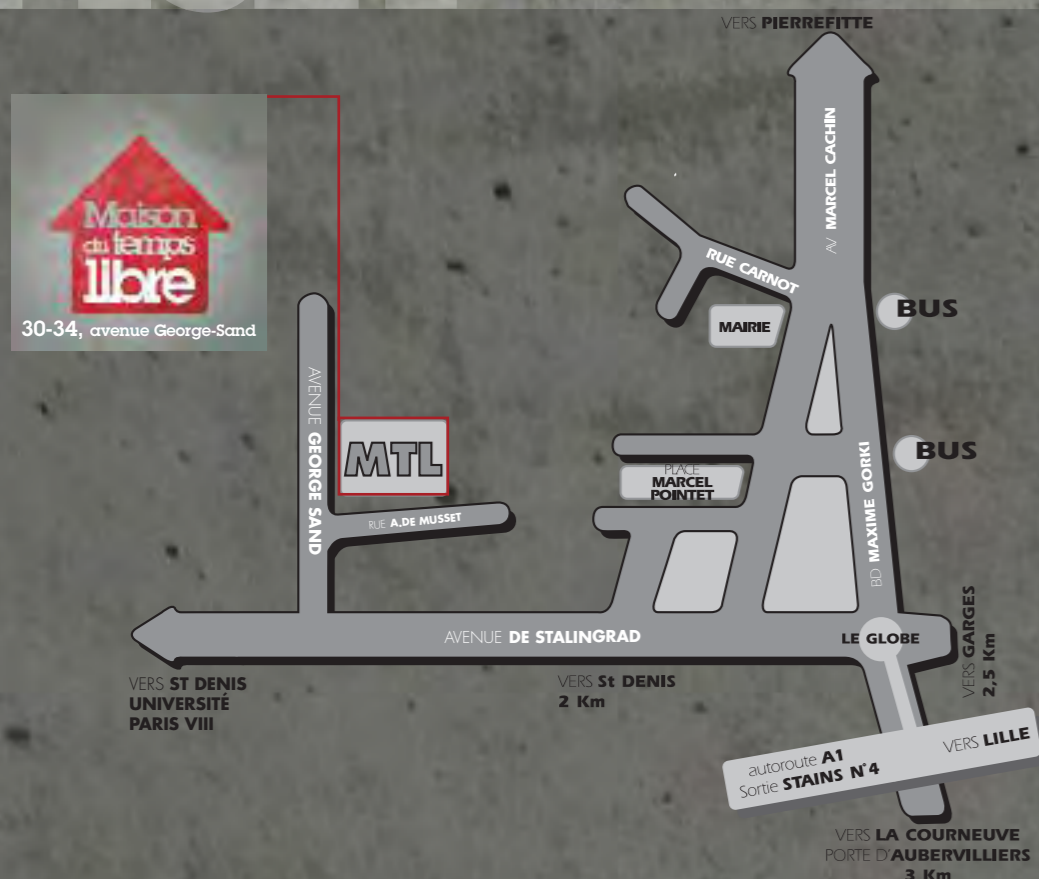 VERS PIERREFITTE
Maison
du temps
libre
30-34, avenue George-Sand
AV MARCEL CACHIN
RUE CARNOT
MAIRIE
BUS
BUS
AVENUE GEORGE SAND
MTL
RUE A.DE MUSSET
PLACE
MARCEL
POINTET
BD MAXIME GORKI
AVENUE DE STALINGRAD
LE GLOBE
VERS GARGES
2,5 Km
VERS ST DENIS
UNIVERSITÉ
PARIS VIII
VERS St DENIS
2 Km
autoroute A1
Sortie STAINS N°4
VERS LILLE
VERS LA COURNEUVE
PORTE D'AUBERVILLIERS
3 Km